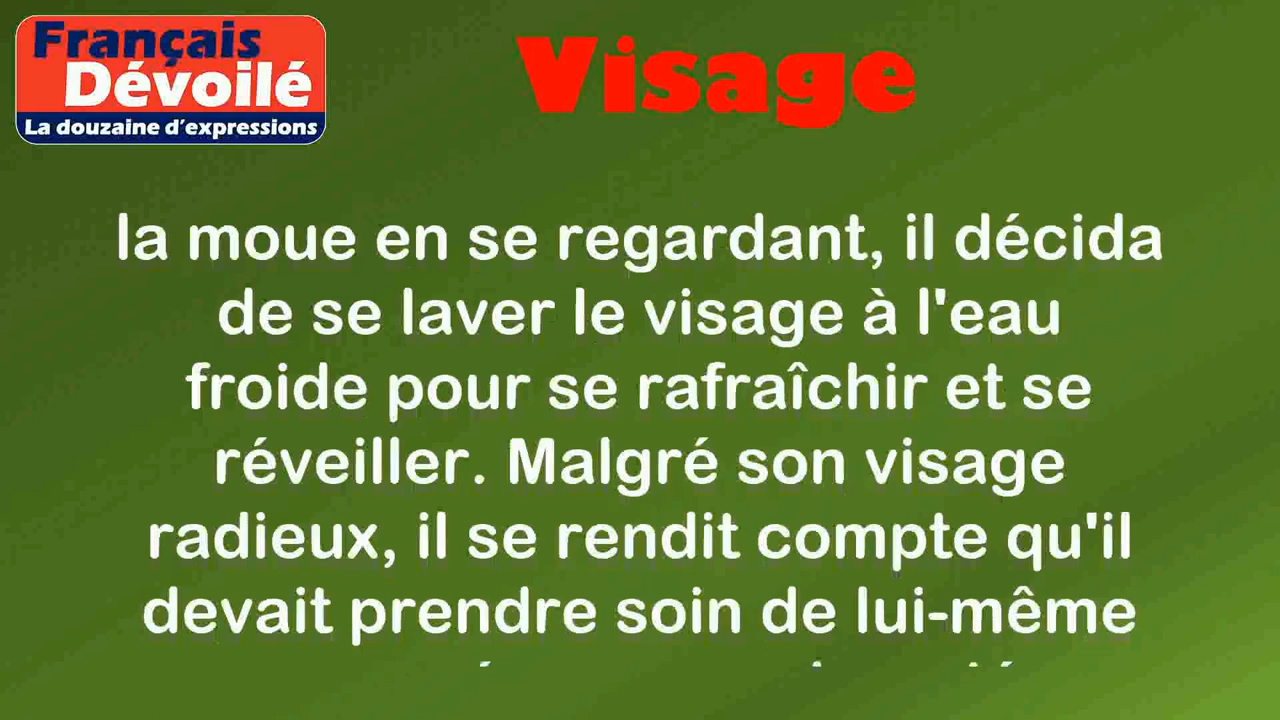 Français
Dévoilé
La douzaine d'expressions
Visage
la moue en se regardant, il décida
de se laver le visage à l'eau
froide pour se rafraîchir et se
réveiller. Malgré son visage
radieux, il se rendit compte qu'il
devait prendre soin de lui-même